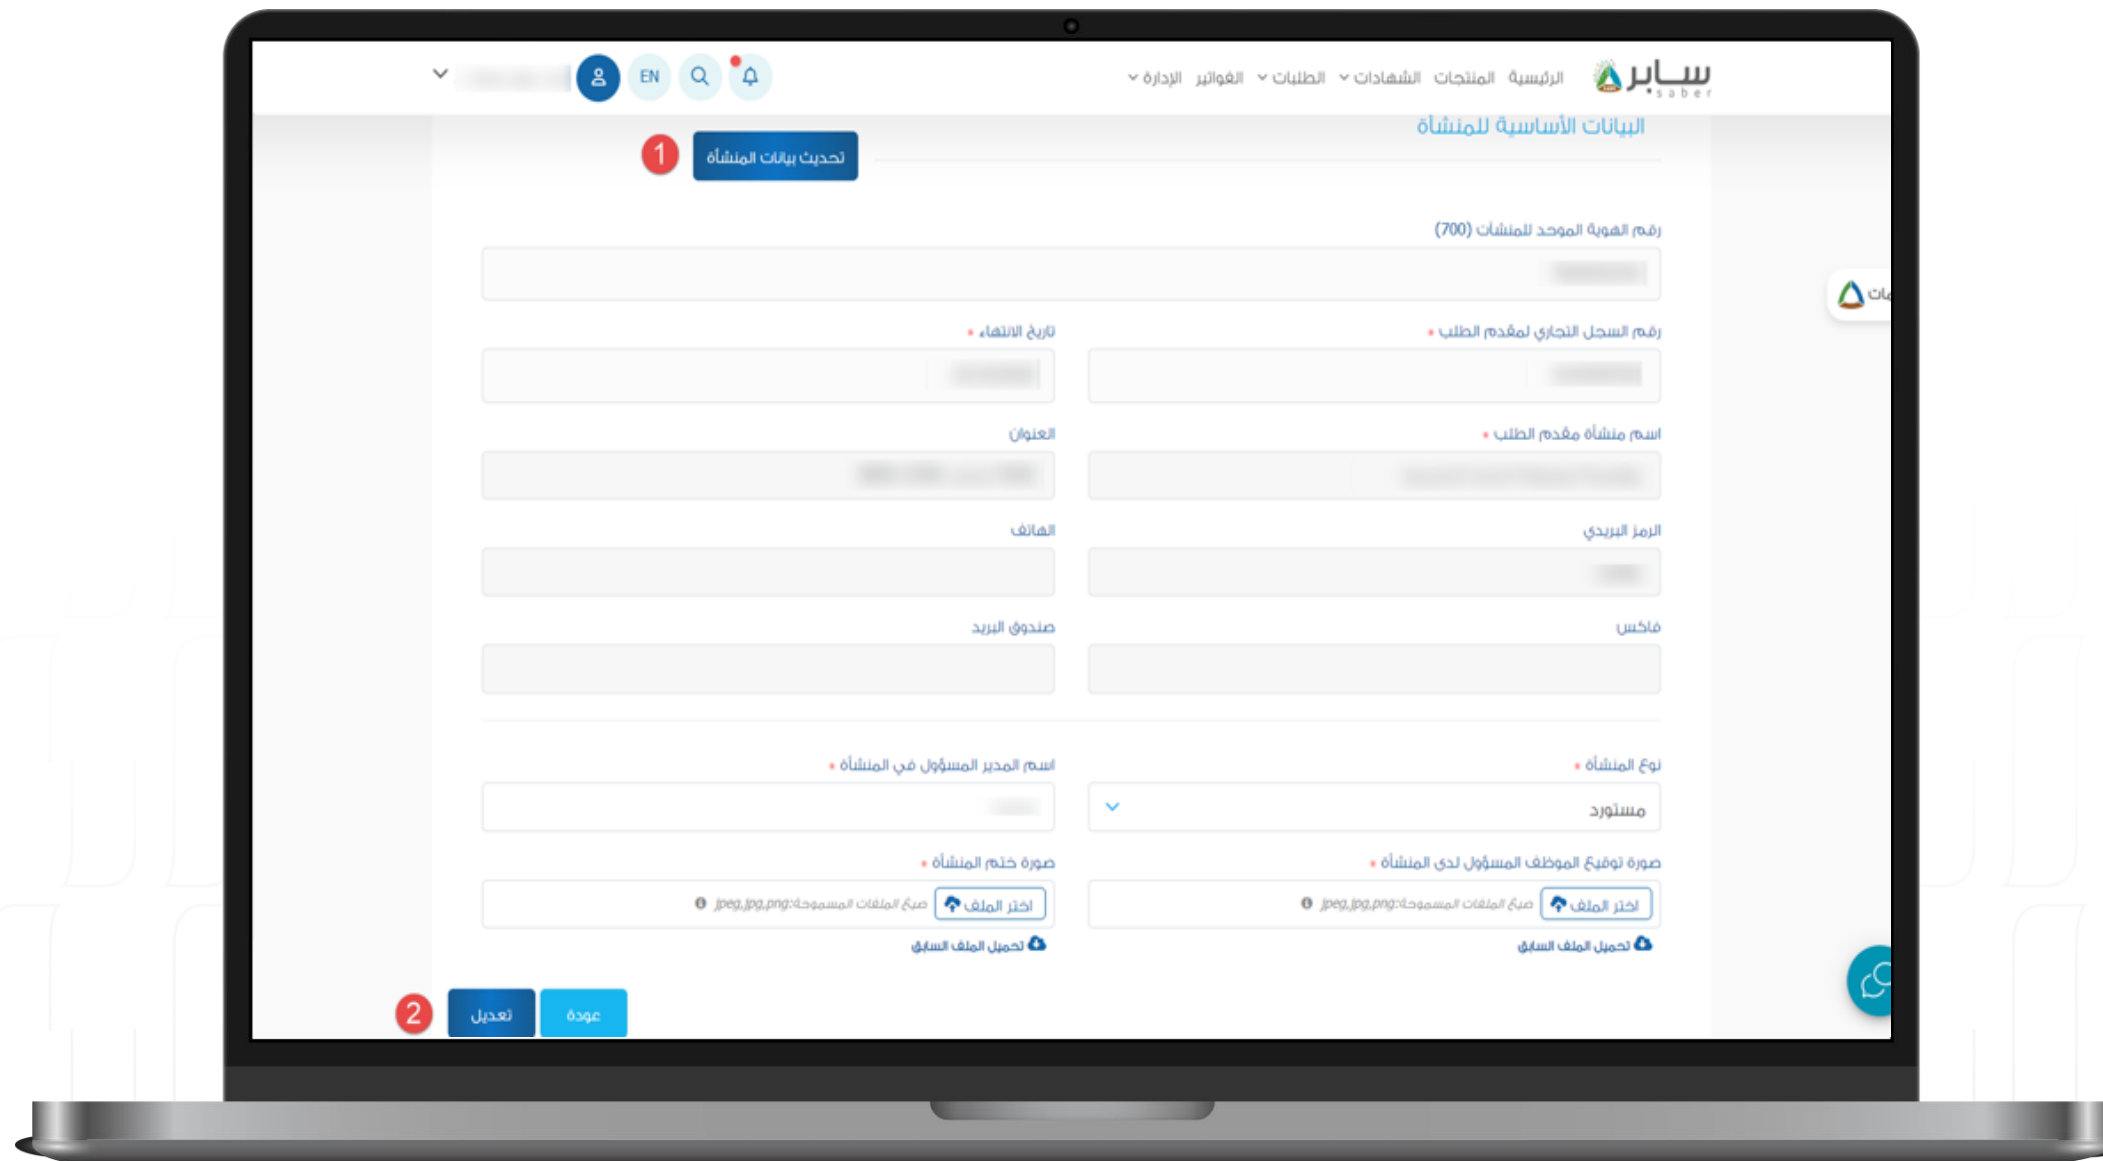 سابر
saber
الرئيسية المنتجات الشهادات الطلبات الفواتير الإدارة
EN
البيانات الأساسية للمنشأة
1 تحديث بيانات المنشأة
رقم الهوية الموحد للمنشآت (700)
مات
رقم السجل التجاري لمقدم الطلب *
تاريخ الانتهاء *
اسم منشأة مقدم الطلب *
العنوان
الرمز البريدي
الهاتف
فاكس
صندوق البريد
نوع المنشأة *
اسم المدير المسؤول في المنشأة *
مستورد
صورة توقيع الموظف المسؤول لدى المنشأة *
صورة ختم المنشأة *
اختر الملف صيغ الملفات المسموحة:jpeg,jpg,png
اختر الملف صيغ الملفات المسموحة:jpeg,jpg,png
تحميل الملف السابق
تحميل الملف السابق
عودة
تعديل 2